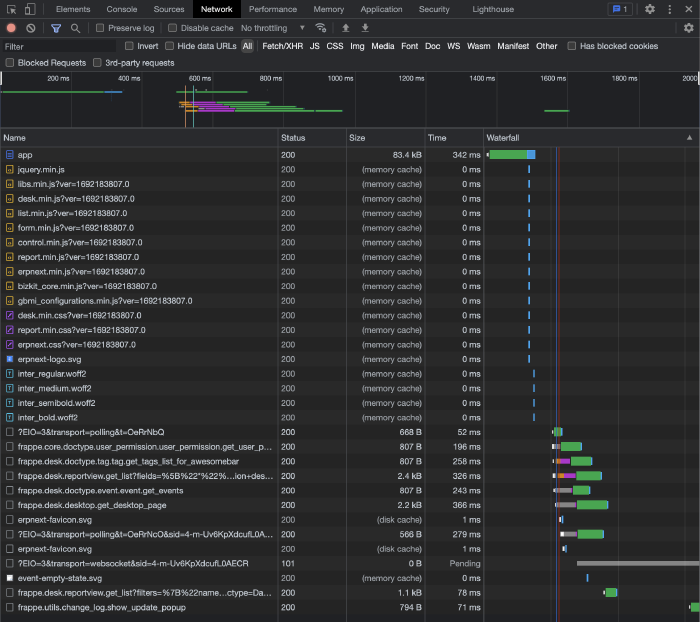 Elements Console Sources Network Performance Memory Application Security Lighthouse 1
Preserve log Disable cache No throttling
Filter Invert Hide data URLs All Fetch/XHR JS CSS Img Media Font Doc WS Wasm Manifest Other Has blocked cookies
Blocked Requests 3rd-party requests
200 ms 400 ms 600 ms 800 ms 1000 ms 1200 ms 1400 ms 1600 ms 1800 ms 2000
Name Status Size Time Waterfall
app 200 83.4 kB 342 ms
jquery.min.js 200 (memory cache) 0 ms
libs.min.js?ver=1692183807.0 200 (memory cache) 0 ms
desk.min.js?ver=1692183807.0 200 (memory cache) 0 ms
list.min.js?ver=1692183807.0 200 (memory cache) 0 ms
form.min.js?ver=1692183807.0 200 (memory cache) 0 ms
control.min.js?ver=1692183807.0 200 (memory cache) 0 ms
report.min.js?ver=1692183807.0 200 (memory cache) 0 ms
erpnext.min.js?ver=1692183807.0 200 (memory cache) 0 ms
bizkit_core.min.js?ver=1692183807.0 200 (memory cache) 0 ms
gbmi_configurations.min.js?ver=1692183807.0 200 (memory cache) 0 ms
desk.min.css?ver=1692183807.0 200 (memory cache) 0 ms
report.min.css?ver=1692183807.0 200 (memory cache) 0 ms
erpnext.css?ver=1692183807.0 200 (memory cache) 0 ms
erpnext-logo.svg 200 (memory cache) 0 ms
inter_regular.woff2 200 (memory cache) 0 ms
inter_medium.woff2 200 (memory cache) 0 ms
inter_semibold.woff2 200 (memory cache) 0 ms
inter_bold.woff2 200 (memory cache) 0 ms
?EIO=3&transport=polling&t=OeRrNbQ 200 668 B 52 ms
frappe.core.doctype.user_permission.user_permission.get_user_p... 200 807 B 196 ms
frappe.desk.doctype.tag.tag.get_tags_list_for_awesomebar 200 807 B 258 ms
frappe.desk.reportview.get_list?fields=%5B%22*%22%...ion+des... 200 2.4 kB 326 ms
frappe.desk.doctype.event.event.get_events 200 807 B 243 ms
frappe.desk.desktop.get_desktop_page 200 2.2 kB 366 ms
erpnext-favicon.svg 200 (disk cache) 1 ms
?EIO=3&transport=polling&t=OeRrNcO&sid=4-m-Uv6KpXdcufL0A... 200 566 B 279 ms
erpnext-favicon.svg 200 (disk cache) 1 ms
?EIO=3&transport=websocket&sid=4-m-Uv6KpXdcufL0AECR 101 0 B Pending
event-empty-state.svg 200 (memory cache) 0 ms
frappe.desk.reportview.get_list?filters=%7B%22name...ctype=Da... 200 1.1 kB 78 ms
frappe.utils.change_log.show_update_popup 200 794 B 71 ms